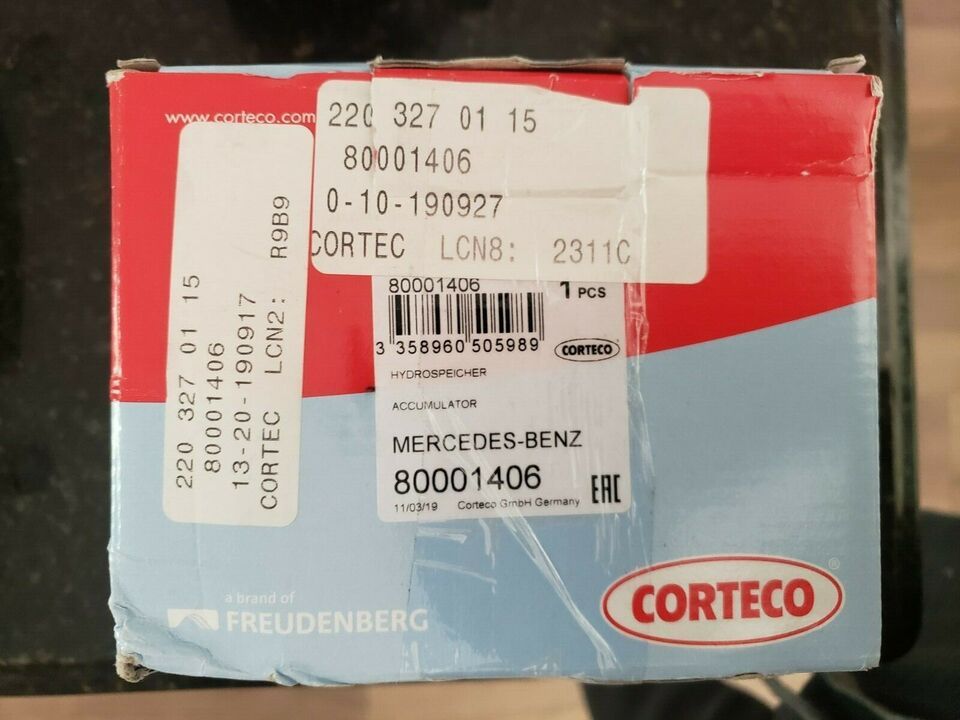 www.corteco.com
220 327 01 15
80001406
0-10-190927
CORTEC LCN8: 2311C
220 327 01 15
80001406
13-20-190917
CORTEC LCN2: R9B9
80001406
1 PCS
3 358960 505989
CORTECO
HYDROSPEICHER
ACCUMULATOR
MERCEDES-BENZ
80001406
EAC
11/03/19 Corteco GmbH Germany
a brand of
FREUDENBERG
CORTECO®